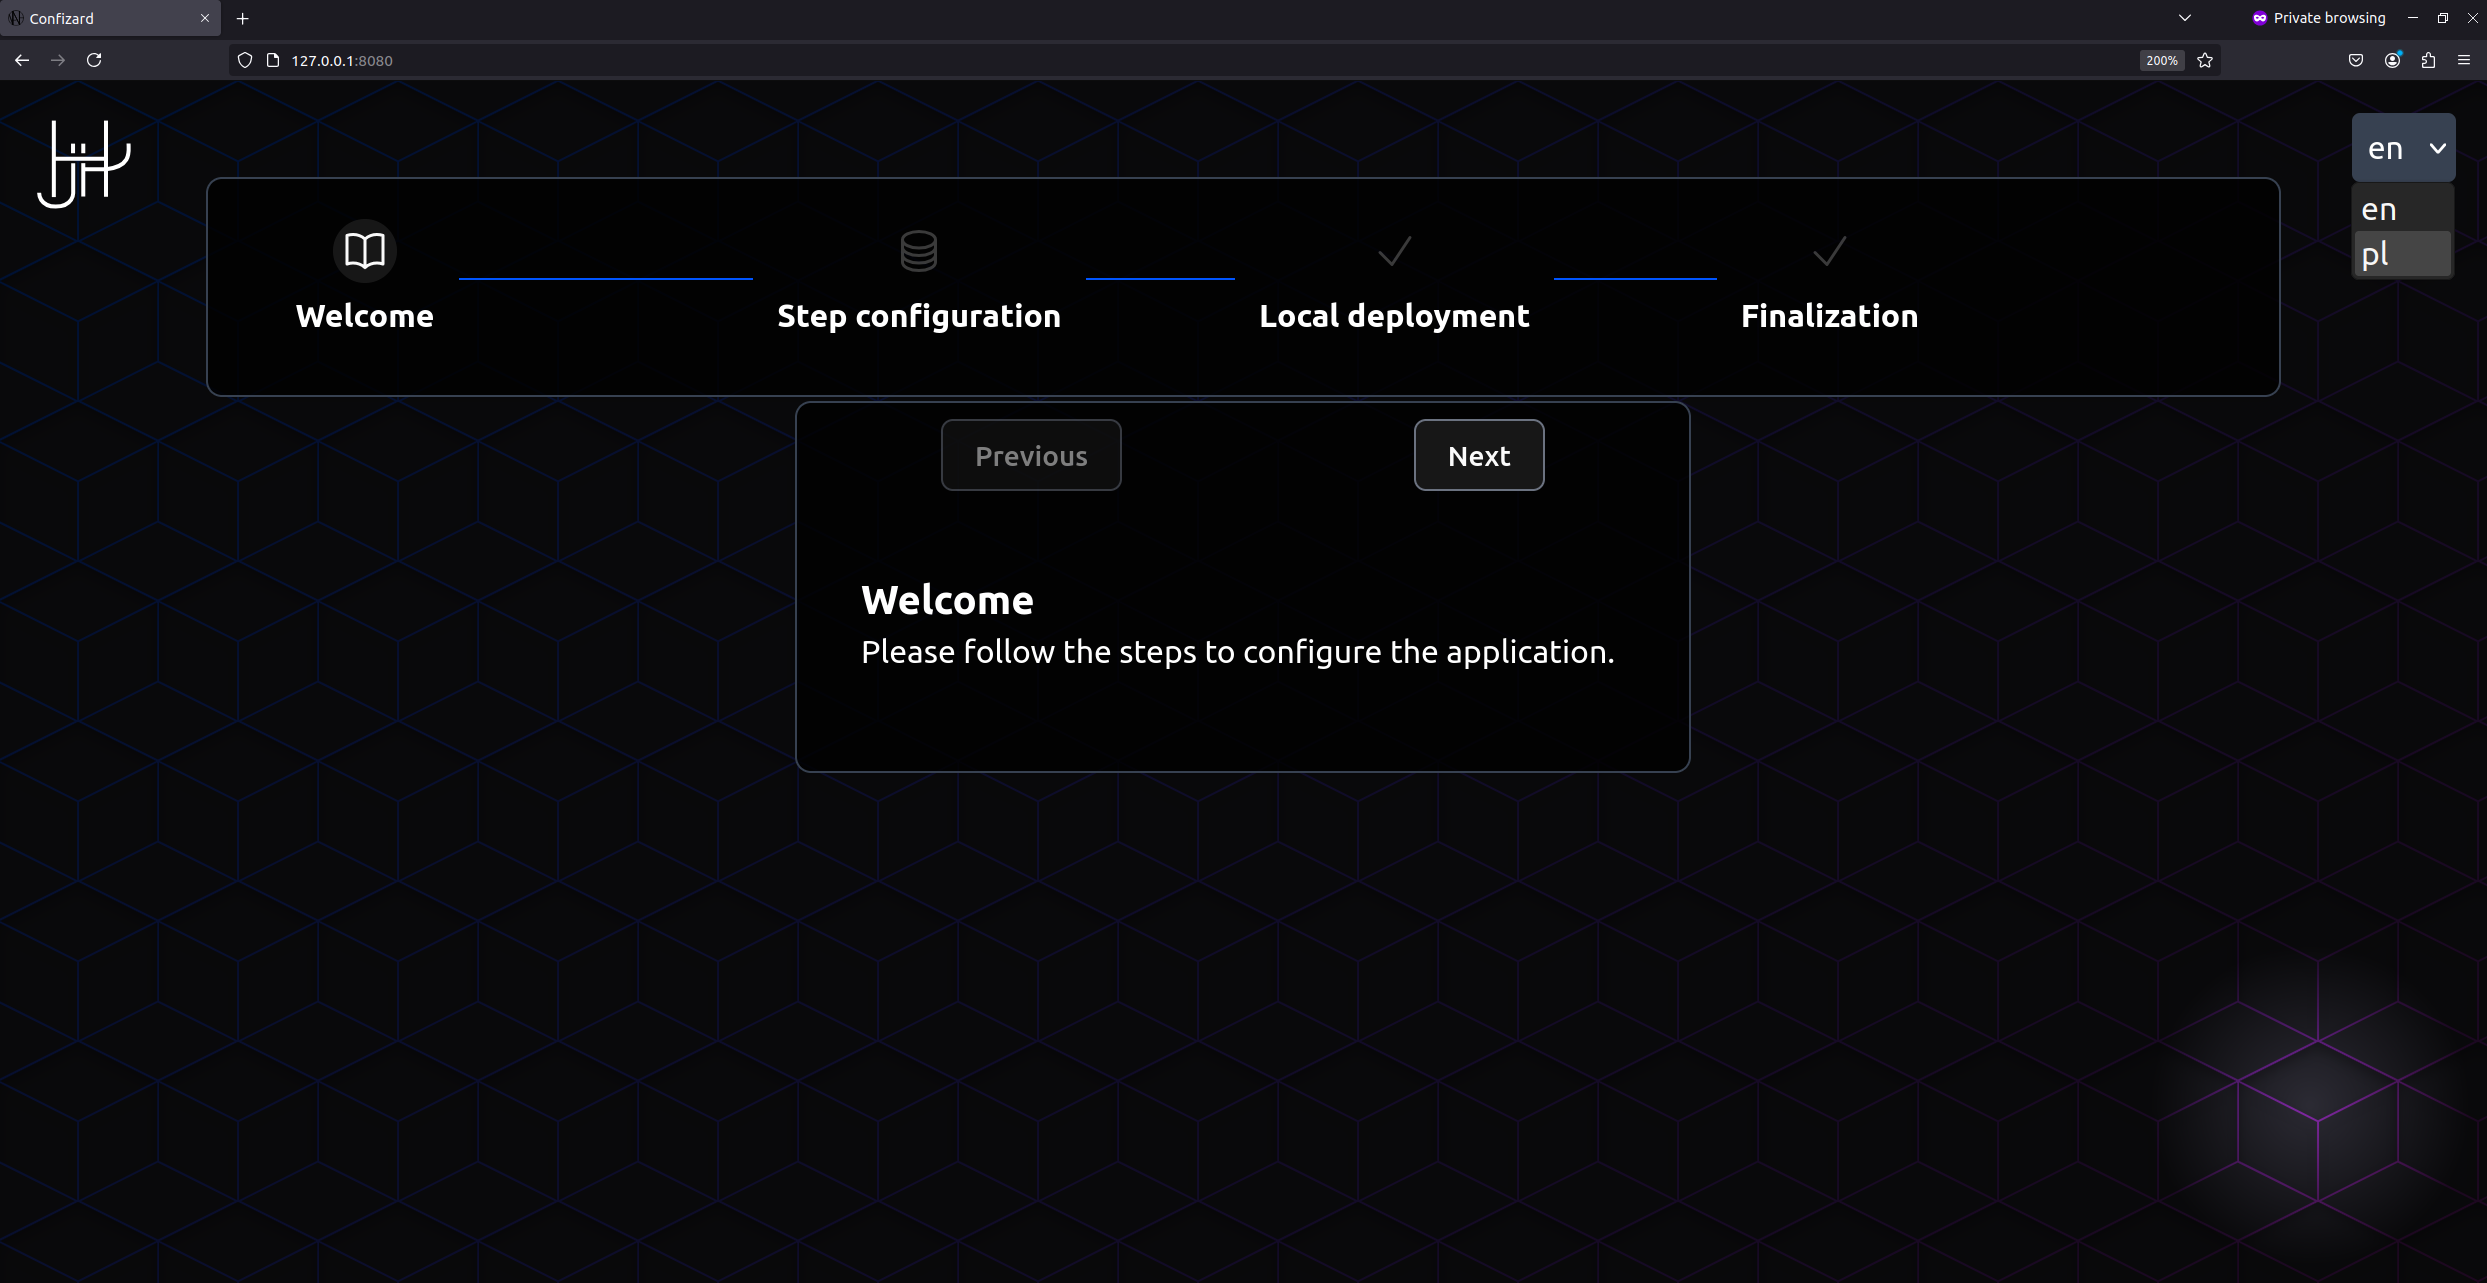 Confizard
Private browsing
127.0.0.1:8080
200%
en
en
pl
Welcome
Step configuration
Local deployment
Finalization
Previous
Next
Welcome
Please follow the steps to configure the application.